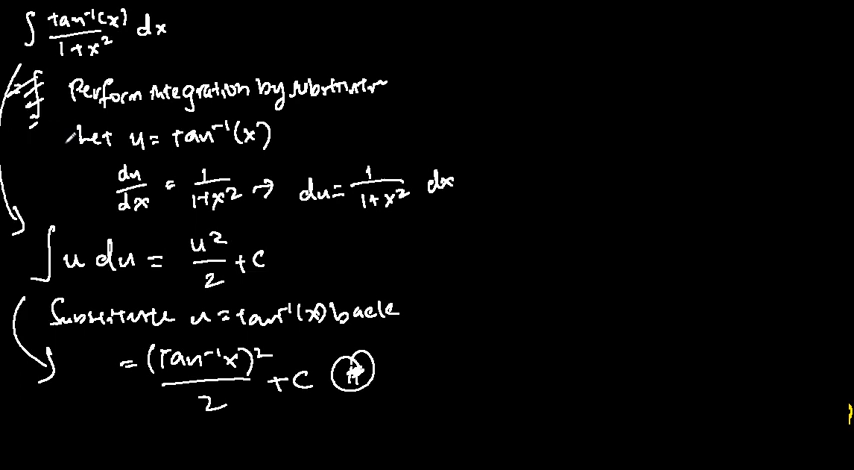 ∫ tan⁻¹(x) / 1+x² dx
Perform integration by substitution
Let u = tan⁻¹(x)
du/dx = 1/1+x² → du = 1/1+x² dx
∫ u du = u²/2 + C
Substitute u = tan⁻¹(x) back
= (tan⁻¹x)²/2 + C